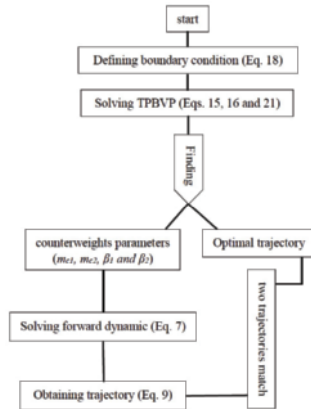 start
Defining boundary condition (Eq. 18)
Solving TPBVP (Eqs. 15, 16 and 21)
Finding
counterweights parameters
(me1, me2, β1 and β2)
Optimal trajectory
two trajectories match
Solving forward dynamic (Eq. 7)
Obtaining trajectory (Eq. 9)